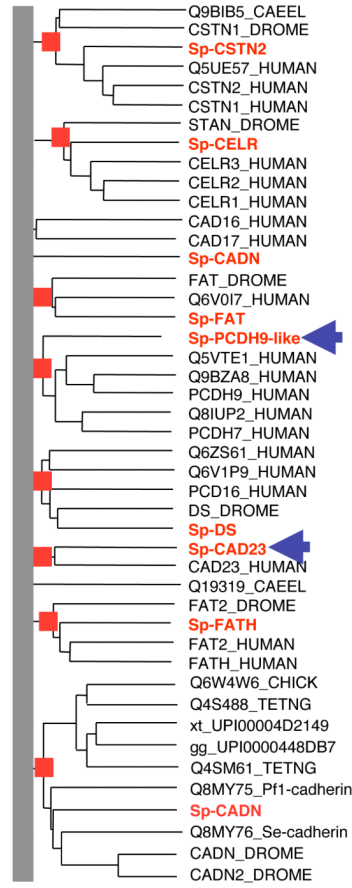 Q9BIB5_CAEEL
CSTN1_DROME
Sp-CSTN2
Q5UE57_HUMAN
CSTN2_HUMAN
CSTN1_HUMAN
STAN_DROME
Sp-CELR
CELR3_HUMAN
CELR2_HUMAN
CELR1_HUMAN
CAD16_HUMAN
CAD17_HUMAN
Sp-CADN
FAT_DROME
Q6V0I7_HUMAN
Sp-FAT
Sp-PCDH9-like
Q5VTE1_HUMAN
Q9BZA8_HUMAN
PCDH9_HUMAN
Q8IUP2_HUMAN
PCDH7_HUMAN
Q6ZS61_HUMAN
Q6V1P9_HUMAN
PCD16_HUMAN
DS_DROME
Sp-DS
Sp-CAD23
CAD23_HUMAN
Q19319_CAEEL
FAT2_DROME
Sp-FATH
FAT2_HUMAN
FATH_HUMAN
Q6W4W6_CHICK
Q4S488_TETNG
xt_UPI00004D2149
gg_UPI0000448DB7
Q4SM61_TETNG
Q8MY75_Pf1-cadherin
Sp-CADN
Q8MY76_Se-cadherin
CADN_DROME
CADN2_DROME